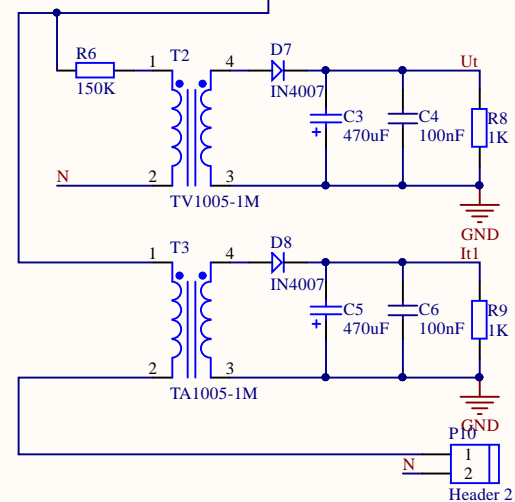 R6
150K
1
T2
4
D7
IN4007
Ut
C3
470uF
C4
100nF
R8
1K
N
2
3
TV1005-1M
GND
1
T3
4
D8
IN4007
It1
C5
470uF
C6
100nF
R9
1K
2
3
TA1005-1M
GND
P10
1
N
2
Header 2
+
+